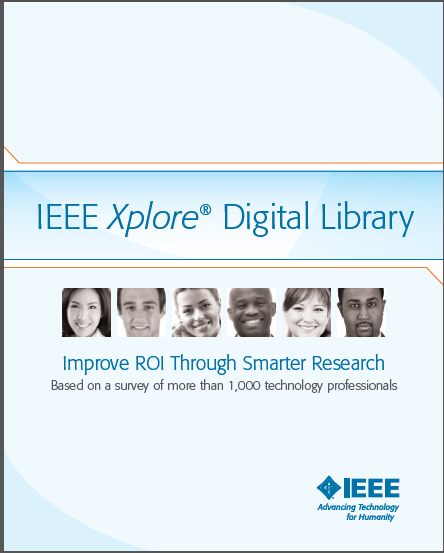 IEEE Xplore® Digital Library
Improve ROI Through Smarter Research
Based on a survey of more than 1,000 technology professionals
IEEE
Advancing Technology
for Humanity